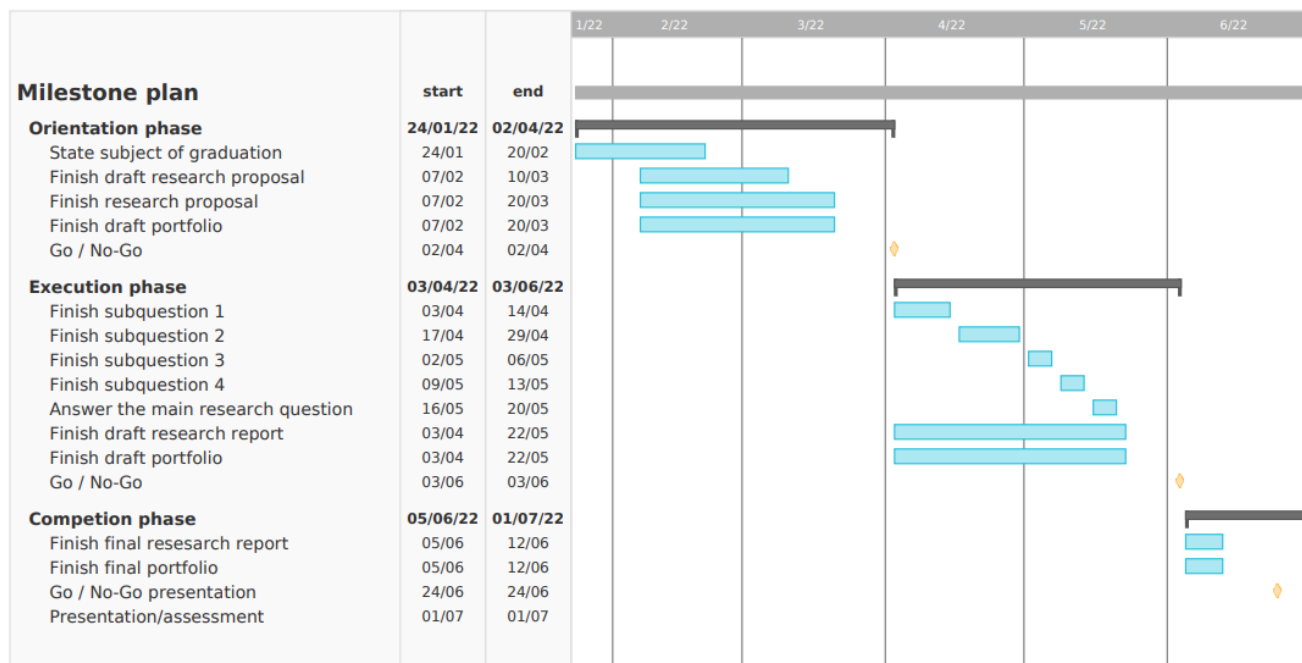 1/22 2/22 3/22 4/22 5/22 6/22
Milestone plan start end
Orientation phase 24/01/22 02/04/22
State subject of graduation 24/01 20/02
Finish draft research proposal 07/02 10/03
Finish research proposal 07/02 20/03
Finish draft portfolio 07/02 20/03
Go / No-Go 02/04 02/04
Execution phase 03/04/22 03/06/22
Finish subquestion 1 03/04 14/04
Finish subquestion 2 17/04 29/04
Finish subquestion 3 02/05 06/05
Finish subquestion 4 09/05 13/05
Answer the main research question 16/05 20/05
Finish draft research report 03/04 22/05
Finish draft portfolio 03/04 22/05
Go / No-Go 03/06 03/06
Competion phase 05/06/22 01/07/22
Finish final resesarch report 05/06 12/06
Finish final portfolio 05/06 12/06
Go / No-Go presentation 24/06 24/06
Presentation/assessment 01/07 01/07